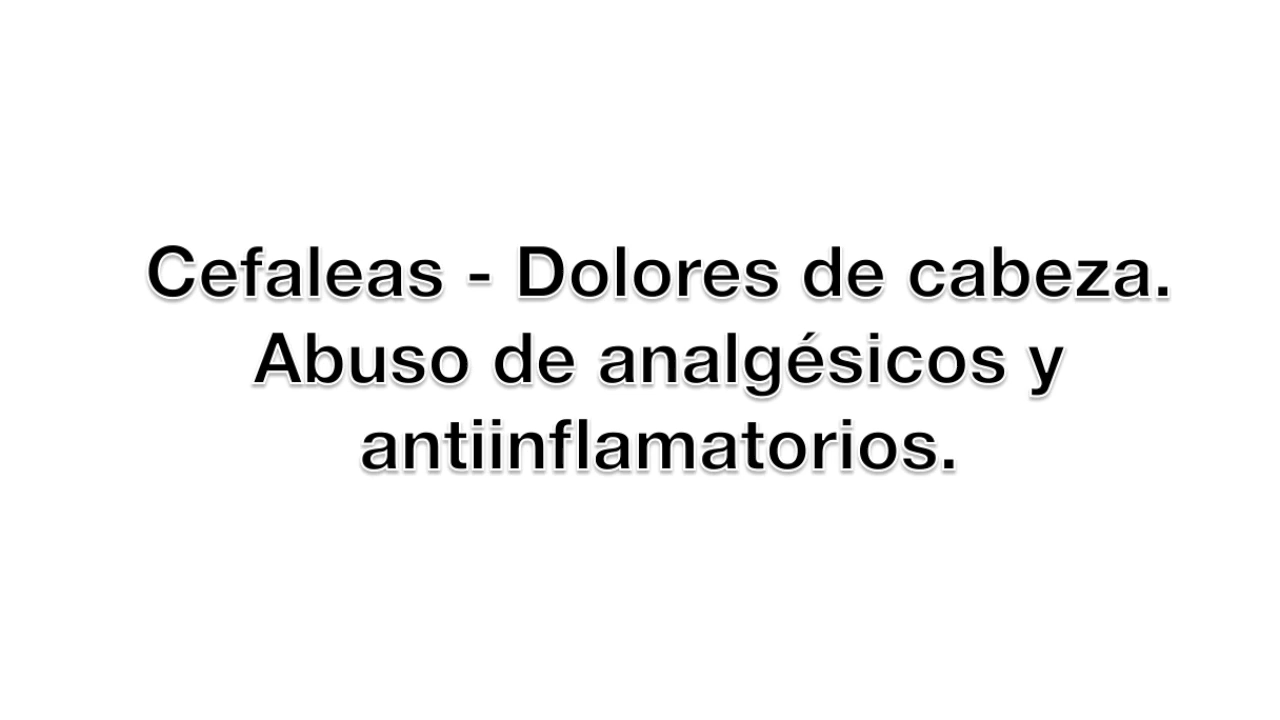 Cefaleas - Dolores de cabeza.
Abuso de analgésicos y
antiinflamatorios.